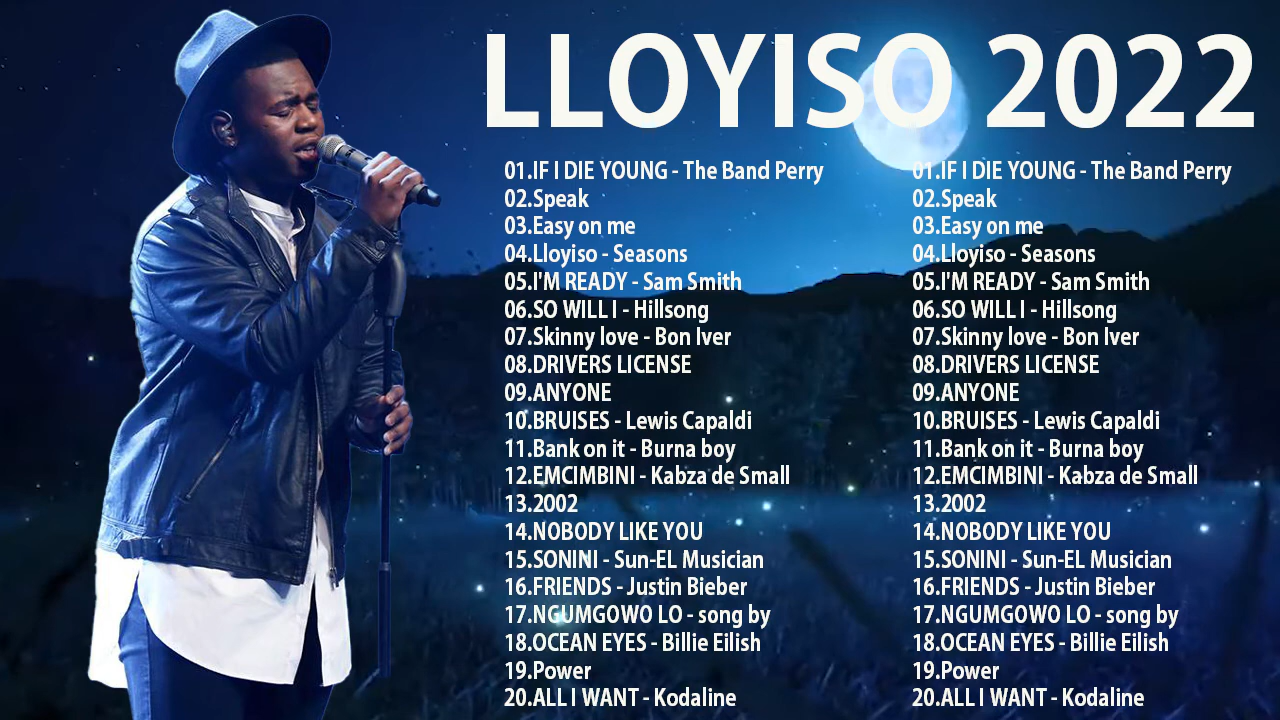 LLOYISO 2022
01.IF I DIE YOUNG - The Band Perry
02.Speak
03.Easy on me
04.Lloyiso - Seasons
05.I'M READY - Sam Smith
06.SO WILL I - Hillsong
07.Skinny love - Bon Iver
08.DRIVERS LICENSE
09.ANYONE
10.BRUISES - Lewis Capaldi
11.Bank on it - Burna boy
12.EMCIMBINI - Kabza de Small
13.2002
14.NOBODY LIKE YOU
15.SONINI - Sun-EL Musician
16.FRIENDS - Justin Bieber
17.NGUMGOWO LO - song by
18.OCEAN EYES - Billie Eilish
19.Power
20.ALL I WANT - Kodaline
01.IF I DIE YOUNG - The Band Perry
02.Speak
03.Easy on me
04.Lloyiso - Seasons
05.I'M READY - Sam Smith
06.SO WILL I - Hillsong
07.Skinny love - Bon Iver
08.DRIVERS LICENSE
09.ANYONE
10.BRUISES - Lewis Capaldi
11.Bank on it - Burna boy
12.EMCIMBINI - Kabza de Small
13.2002
14.NOBODY LIKE YOU
15.SONINI - Sun-EL Musician
16.FRIENDS - Justin Bieber
17.NGUMGOWO LO - song by
18.OCEAN EYES - Billie Eilish
19.Power
20.ALL I WANT - Kodaline